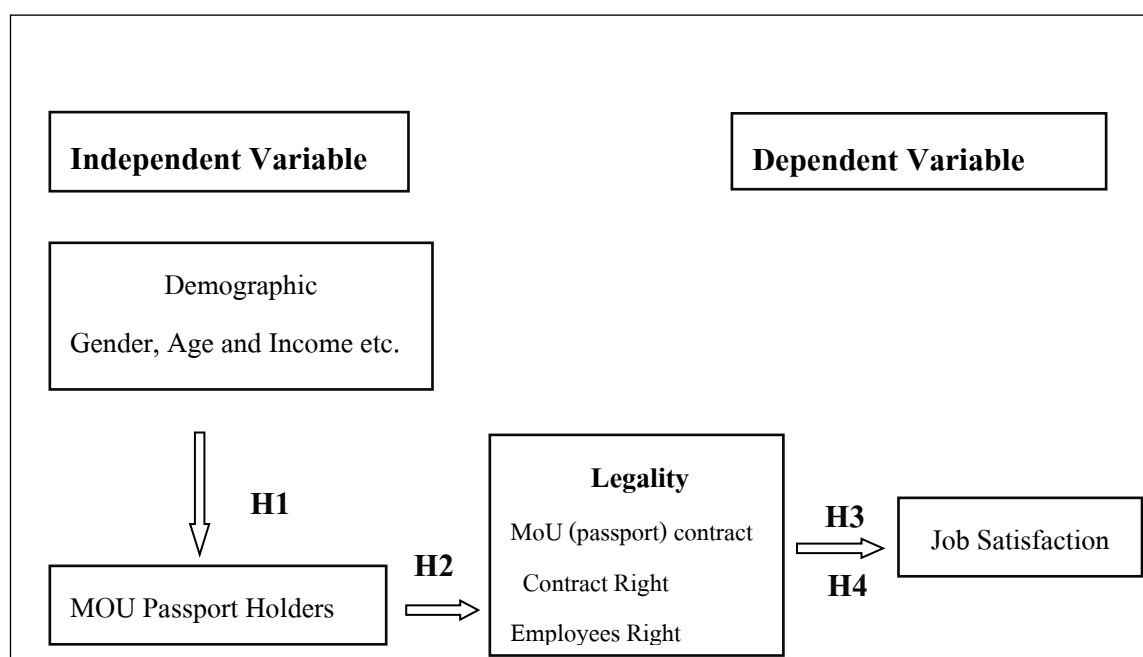 Independent Variable
Dependent Variable
Demographic
Gender, Age and Income etc.
H1
MOU Passport Holders
H2
Legality
MoU (passport) contract
Contract Right
Employees Right
H3
H4
Job Satisfaction